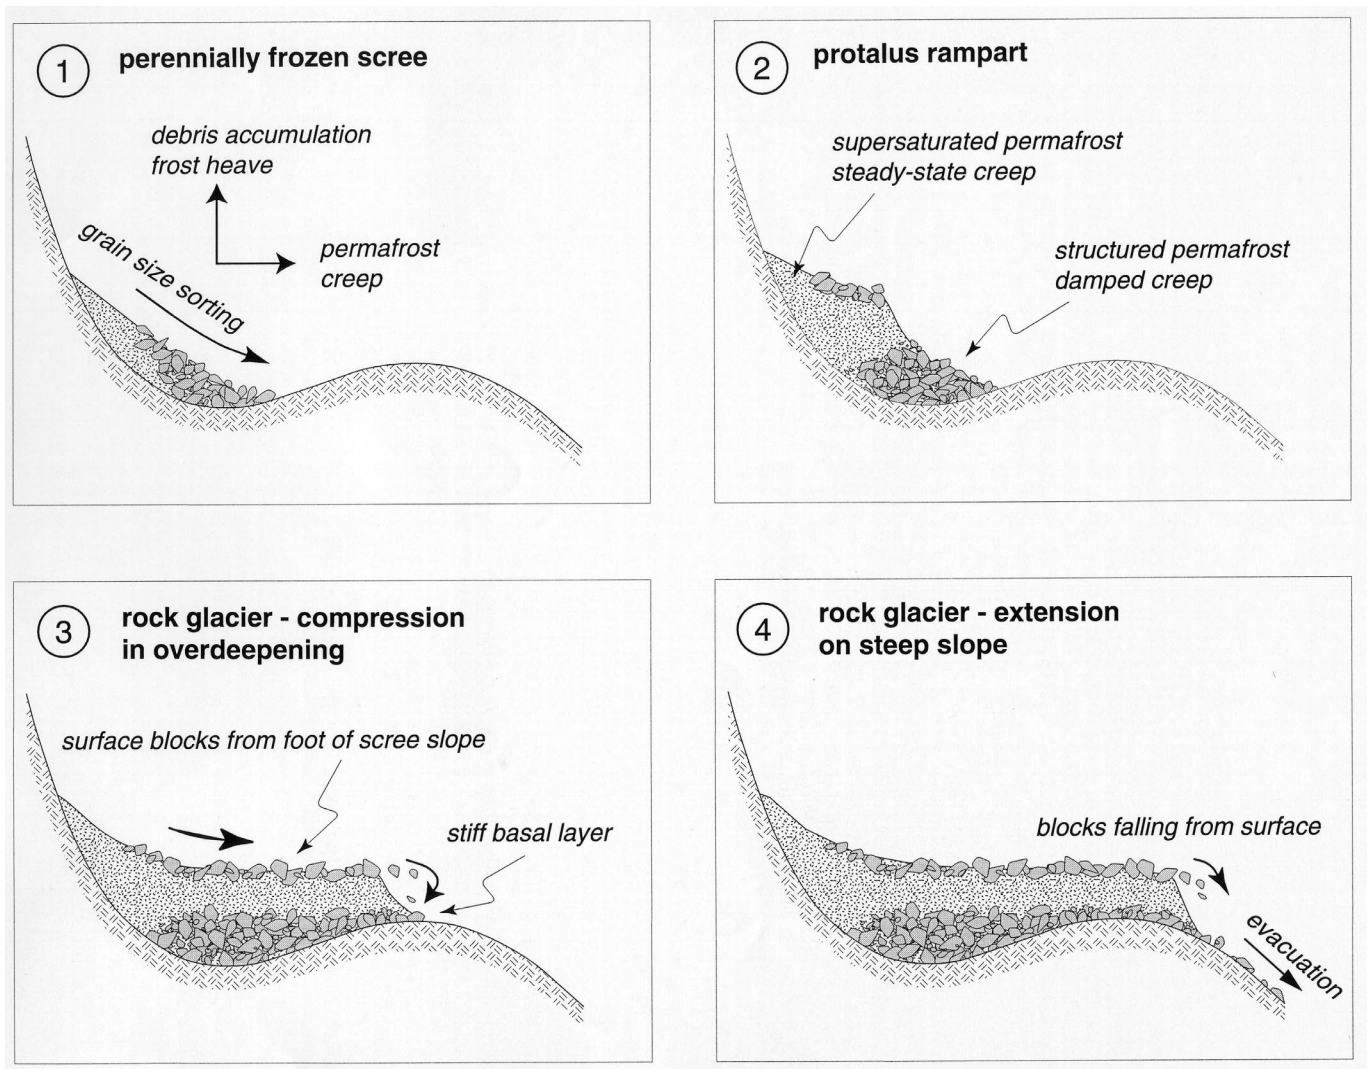 1
perennially frozen scree
debris accumulation
frost heave
permafrost
creep
grain size sorting
2
protalus rampart
supersaturated permafrost
steady-state creep
structured permafrost
damped creep
3
rock glacier - compression
in overdeepening
surface blocks from foot of scree slope
stiff basal layer
4
rock glacier - extension
on steep slope
blocks falling from surface
evacuation